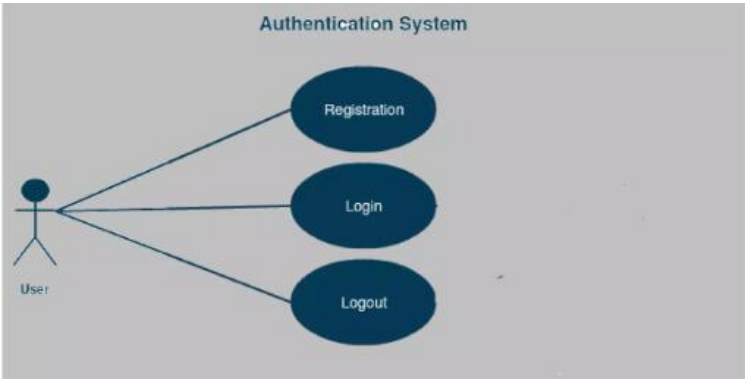 Authentication System
Registration
Login
User
Logout